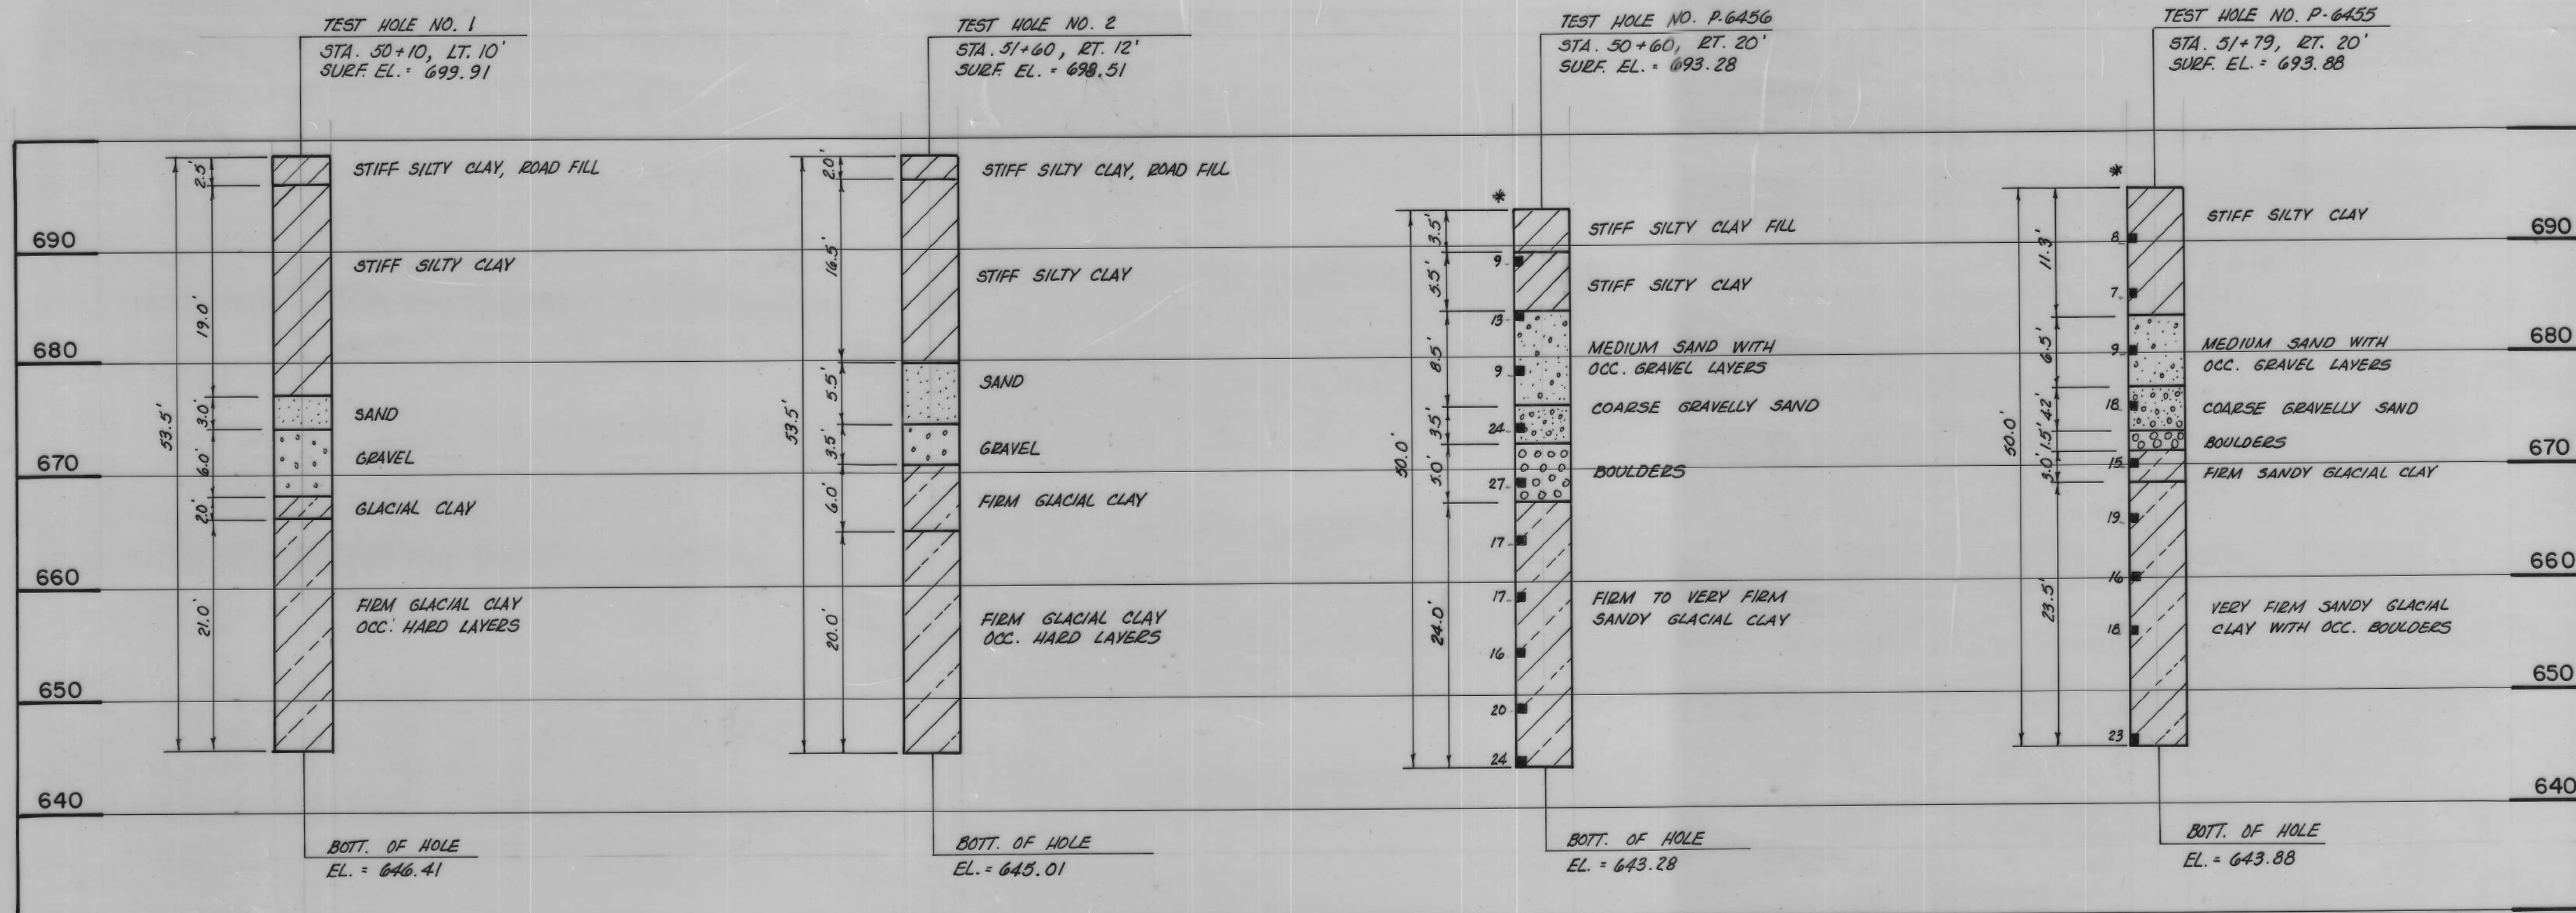 TEST HOLE NO. 1
STA. 50+10, LT. 10'
SURF. EL. = 699.91
TEST HOLE NO. 2
STA. 51+60, RT. 12'
SURF. EL. = 698.51
TEST HOLE NO. P-6456
STA. 50+60, RT. 20'
SURF. EL. = 693.28
TEST HOLE NO. P-6455
STA. 51+79, RT. 20'
SURF. EL. = 693.88
690
680
670
660
650
640
53.5'
2.5'
19.0'
3.0'
6.0'
2.0'
21.0'
STIFF SILTY CLAY, ROAD FILL
STIFF SILTY CLAY
SAND
GRAVEL
GLACIAL CLAY
FIRM GLACIAL CLAY
OCC. HARD LAYERS
BOTT. OF HOLE
EL. = 646.41
53.5'
2.0'
16.5'
5.5'
3.5'
6.0'
20.0'
STIFF SILTY CLAY, ROAD FILL
STIFF SILTY CLAY
SAND
GRAVEL
FIRM GLACIAL CLAY
FIRM GLACIAL CLAY
OCC. HARD LAYERS
BOTT. OF HOLE
EL. = 645.01
*
50.0'
3.5'
5.5'
8.5'
3.5'
5.0'
24.0'
9
13
9
24
27
17
17
16
20
24
STIFF SILTY CLAY FILL
STIFF SILTY CLAY
MEDIUM SAND WITH
OCC. GRAVEL LAYERS
COARSE GRAVELLY SAND
BOULDERS
FIRM TO VERY FIRM
SANDY GLACIAL CLAY
BOTT. OF HOLE
EL. = 643.28
*
50.0'
11.3'
6.5'
4.2'
1.5'
3.0'
23.5'
8
7
9
18
15
19
16
18
23
STIFF SILTY CLAY
MEDIUM SAND WITH
OCC. GRAVEL LAYERS
COARSE GRAVELLY SAND
BOULDERS
FIRM SANDY GLACIAL CLAY
VERY FIRM SANDY GLACIAL
CLAY WITH OCC. BOULDERS
BOTT. OF HOLE
EL. = 643.88
690
680
670
660
650
640